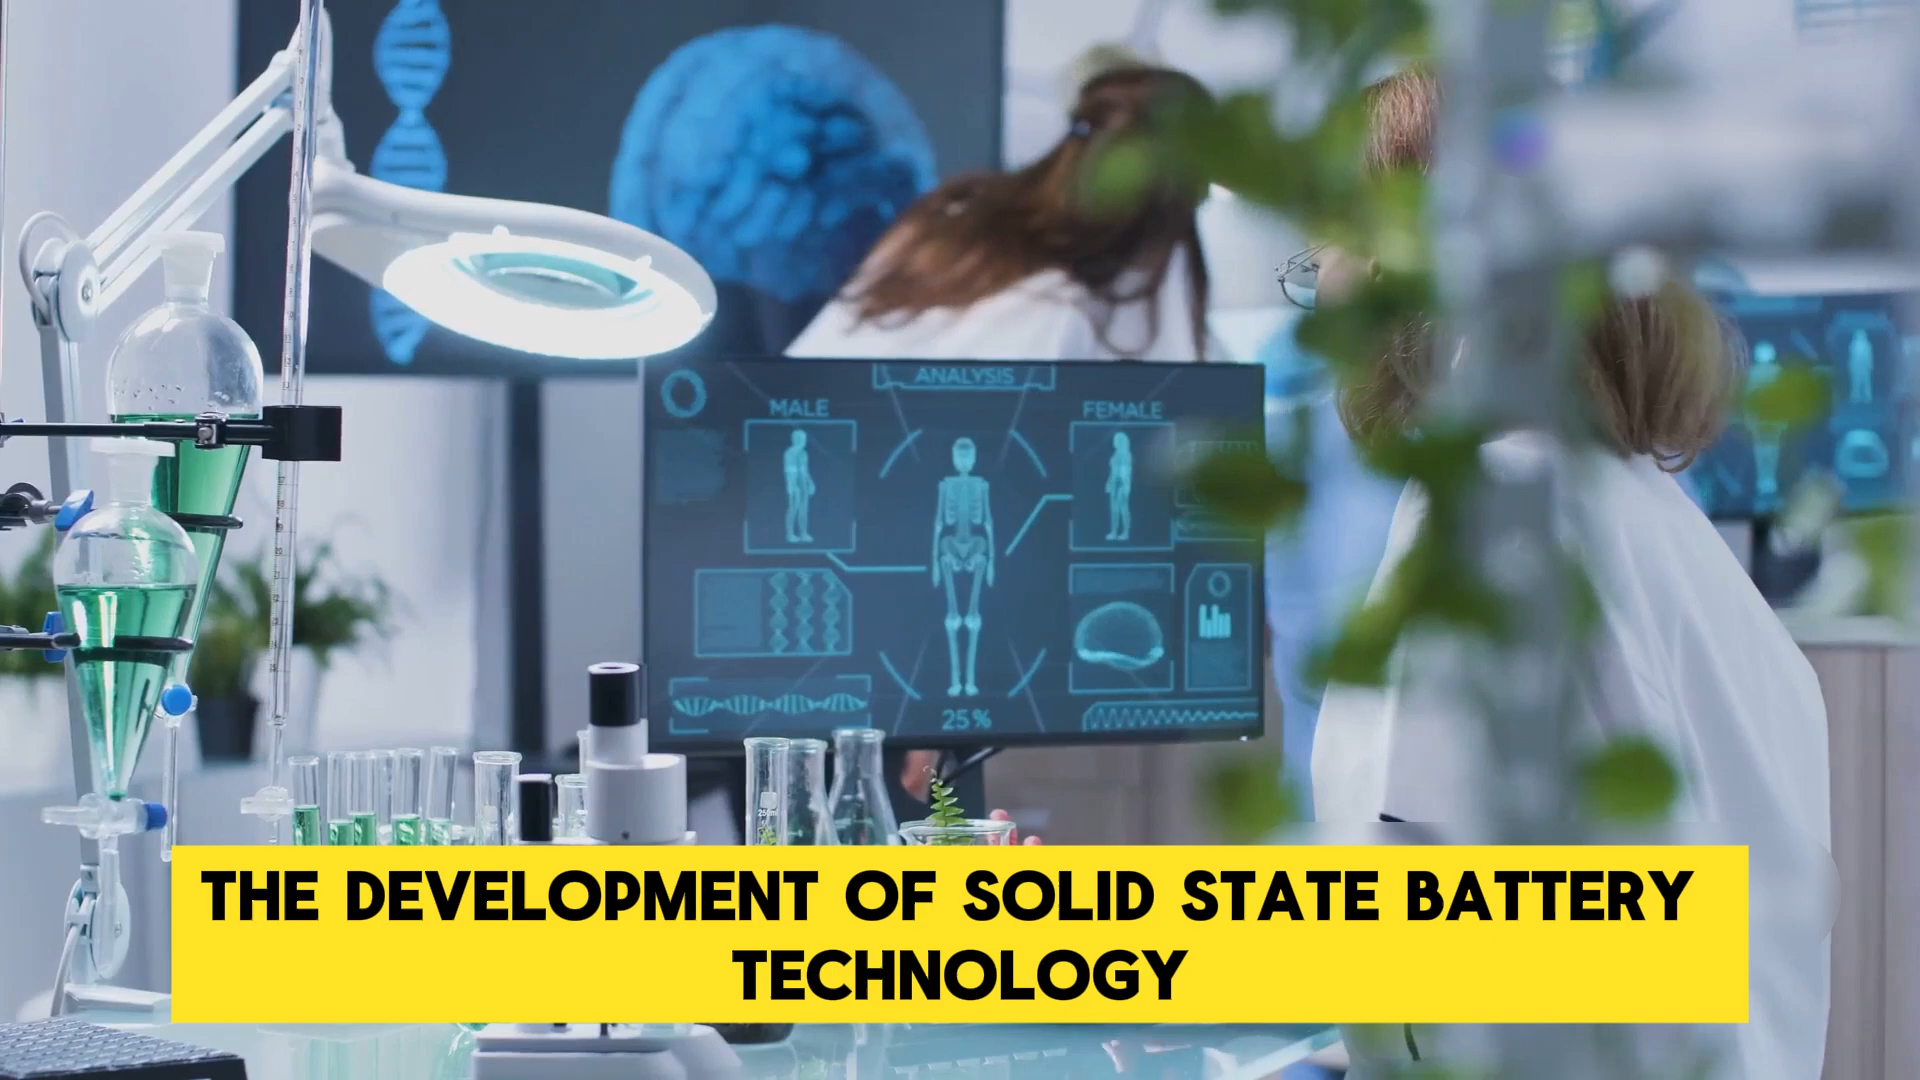 ANALYSIS
MALE
FEMALE
25%
THE DEVELOPMENT OF SOLID STATE BATTERY
TECHNOLOGY